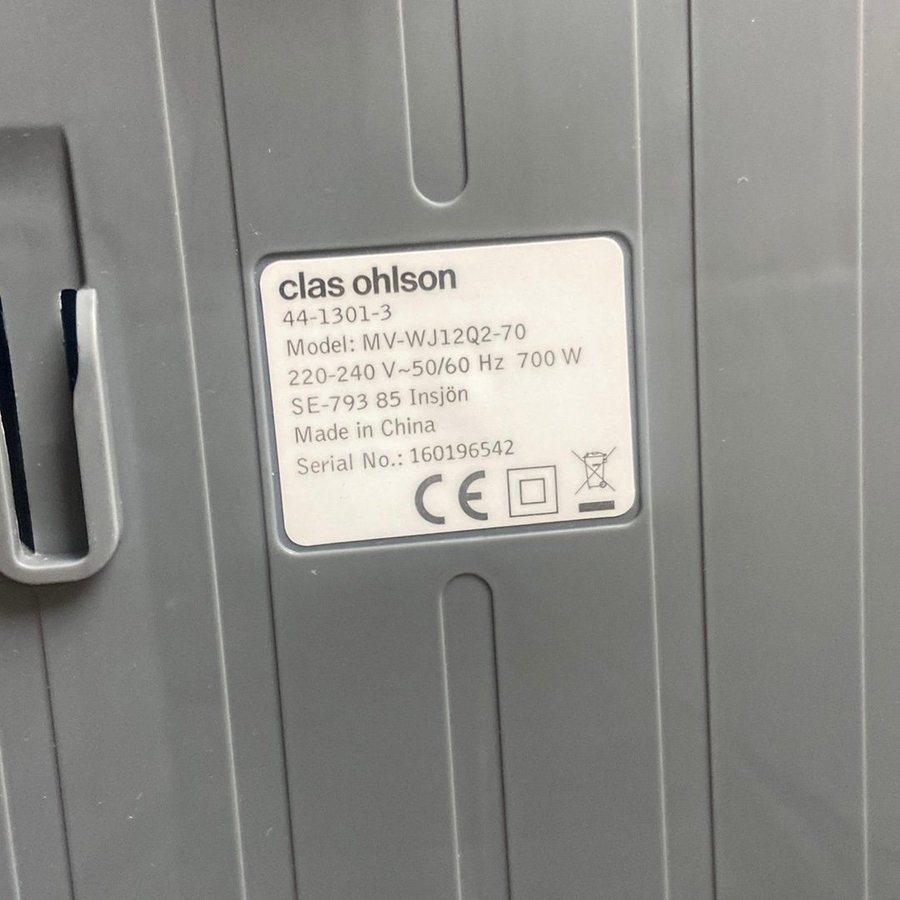 clas ohlson
44-1301-3
Model: MV-WJ12Q2-70
220-240 V~50/60 Hz 700 W
SE-793 85 Insjön
Made in China
Serial No.: 160196542
CE